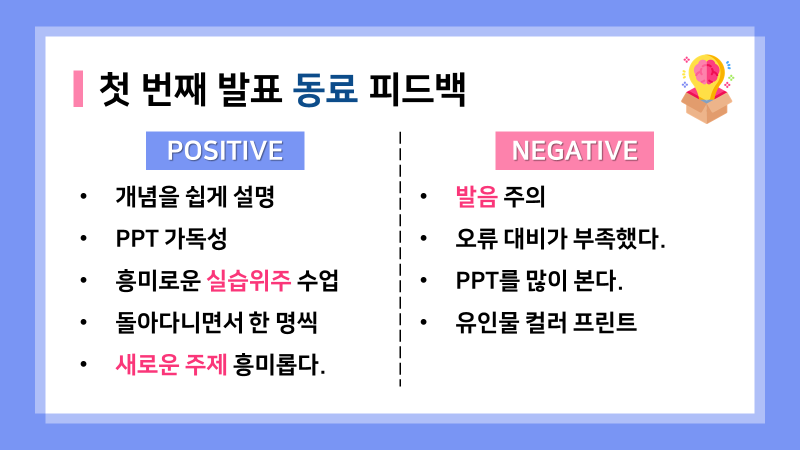 첫 번째 발표 동료 피드백
POSITIVE
• 개념을 쉽게 설명
• PPT 가독성
• 흥미로운 실습위주 수업
• 돌아다니면서 한 명씩
• 새로운 주제 흥미롭다.
NEGATIVE
• 발음 주의
• 오류 대비가 부족했다.
• PPT를 많이 본다.
• 유인물 컬러 프린트